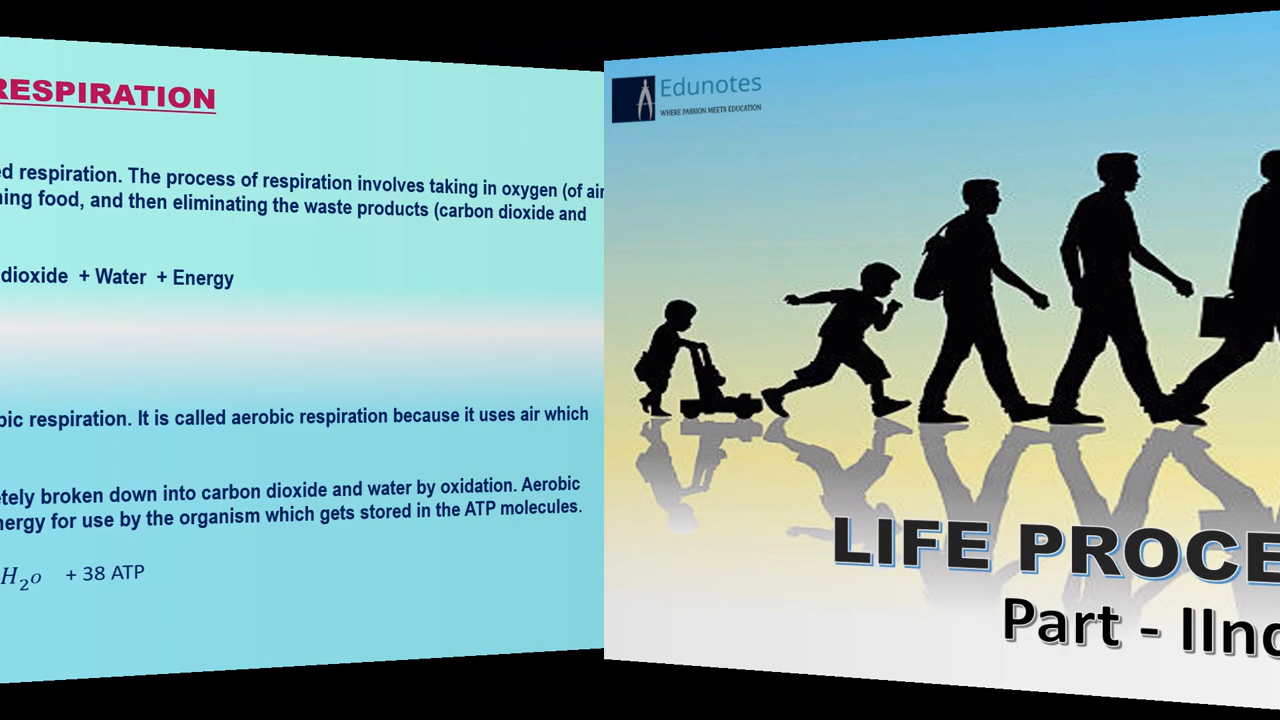 RESPIRATION
ed respiration. The process of respiration involves taking in oxygen (of air
ning food, and then eliminating the waste products (carbon dioxide and
dioxide + Water + Energy
bic respiration. It is called aerobic respiration because it uses air which
etely broken down into carbon dioxide and water by oxidation. Aerobic
nergy for use by the organism which gets stored in the ATP molecules.
H₂o + 38 ATP
Edunotes
WHERE PASSION MEETS EDUCATION
LIFE PROCE
Part - IInd